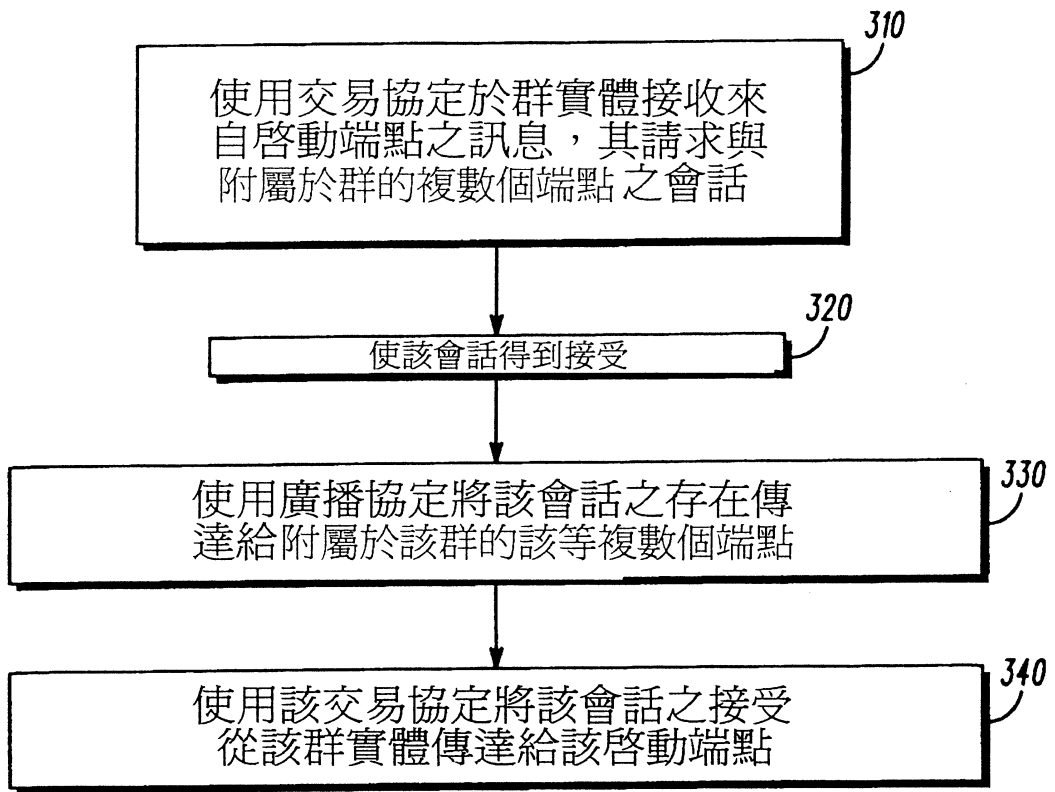 310
使用交易協定於群實體接收來
自啓動端點之訊息，其請求與
附屬於群的複數個端點之會話
320
使該會話得到接受
330
使用廣播協定將該會話之存在傳
達給附屬於該群的該等複數個端點
340
使用該交易協定將該會話之接受
從該群實體傳達給該啓動端點